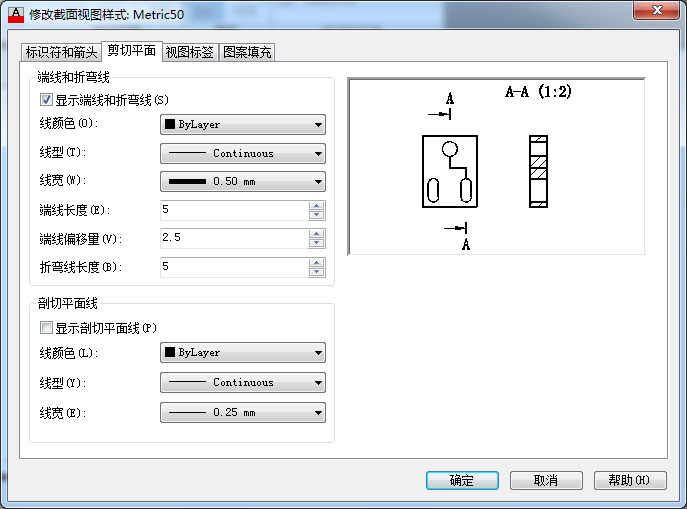 修改截面视图样式: Metric50
标识符和箭头 剪切平面 视图标签 图案填充
端线和折弯线
显示端线和折弯线(S)
线颜色(O): ByLayer
线型(T): Continuous
线宽(W): 0.50 mm
端线长度(E): 5
端线偏移量(V): 2.5
折弯线长度(B): 5
剖切平面线
显示剖切平面线(P)
线颜色(L): ByLayer
线型(Y): Continuous
线宽(E): 0.25 mm
A A-A (1:2)
A
确定 取消 帮助(H)